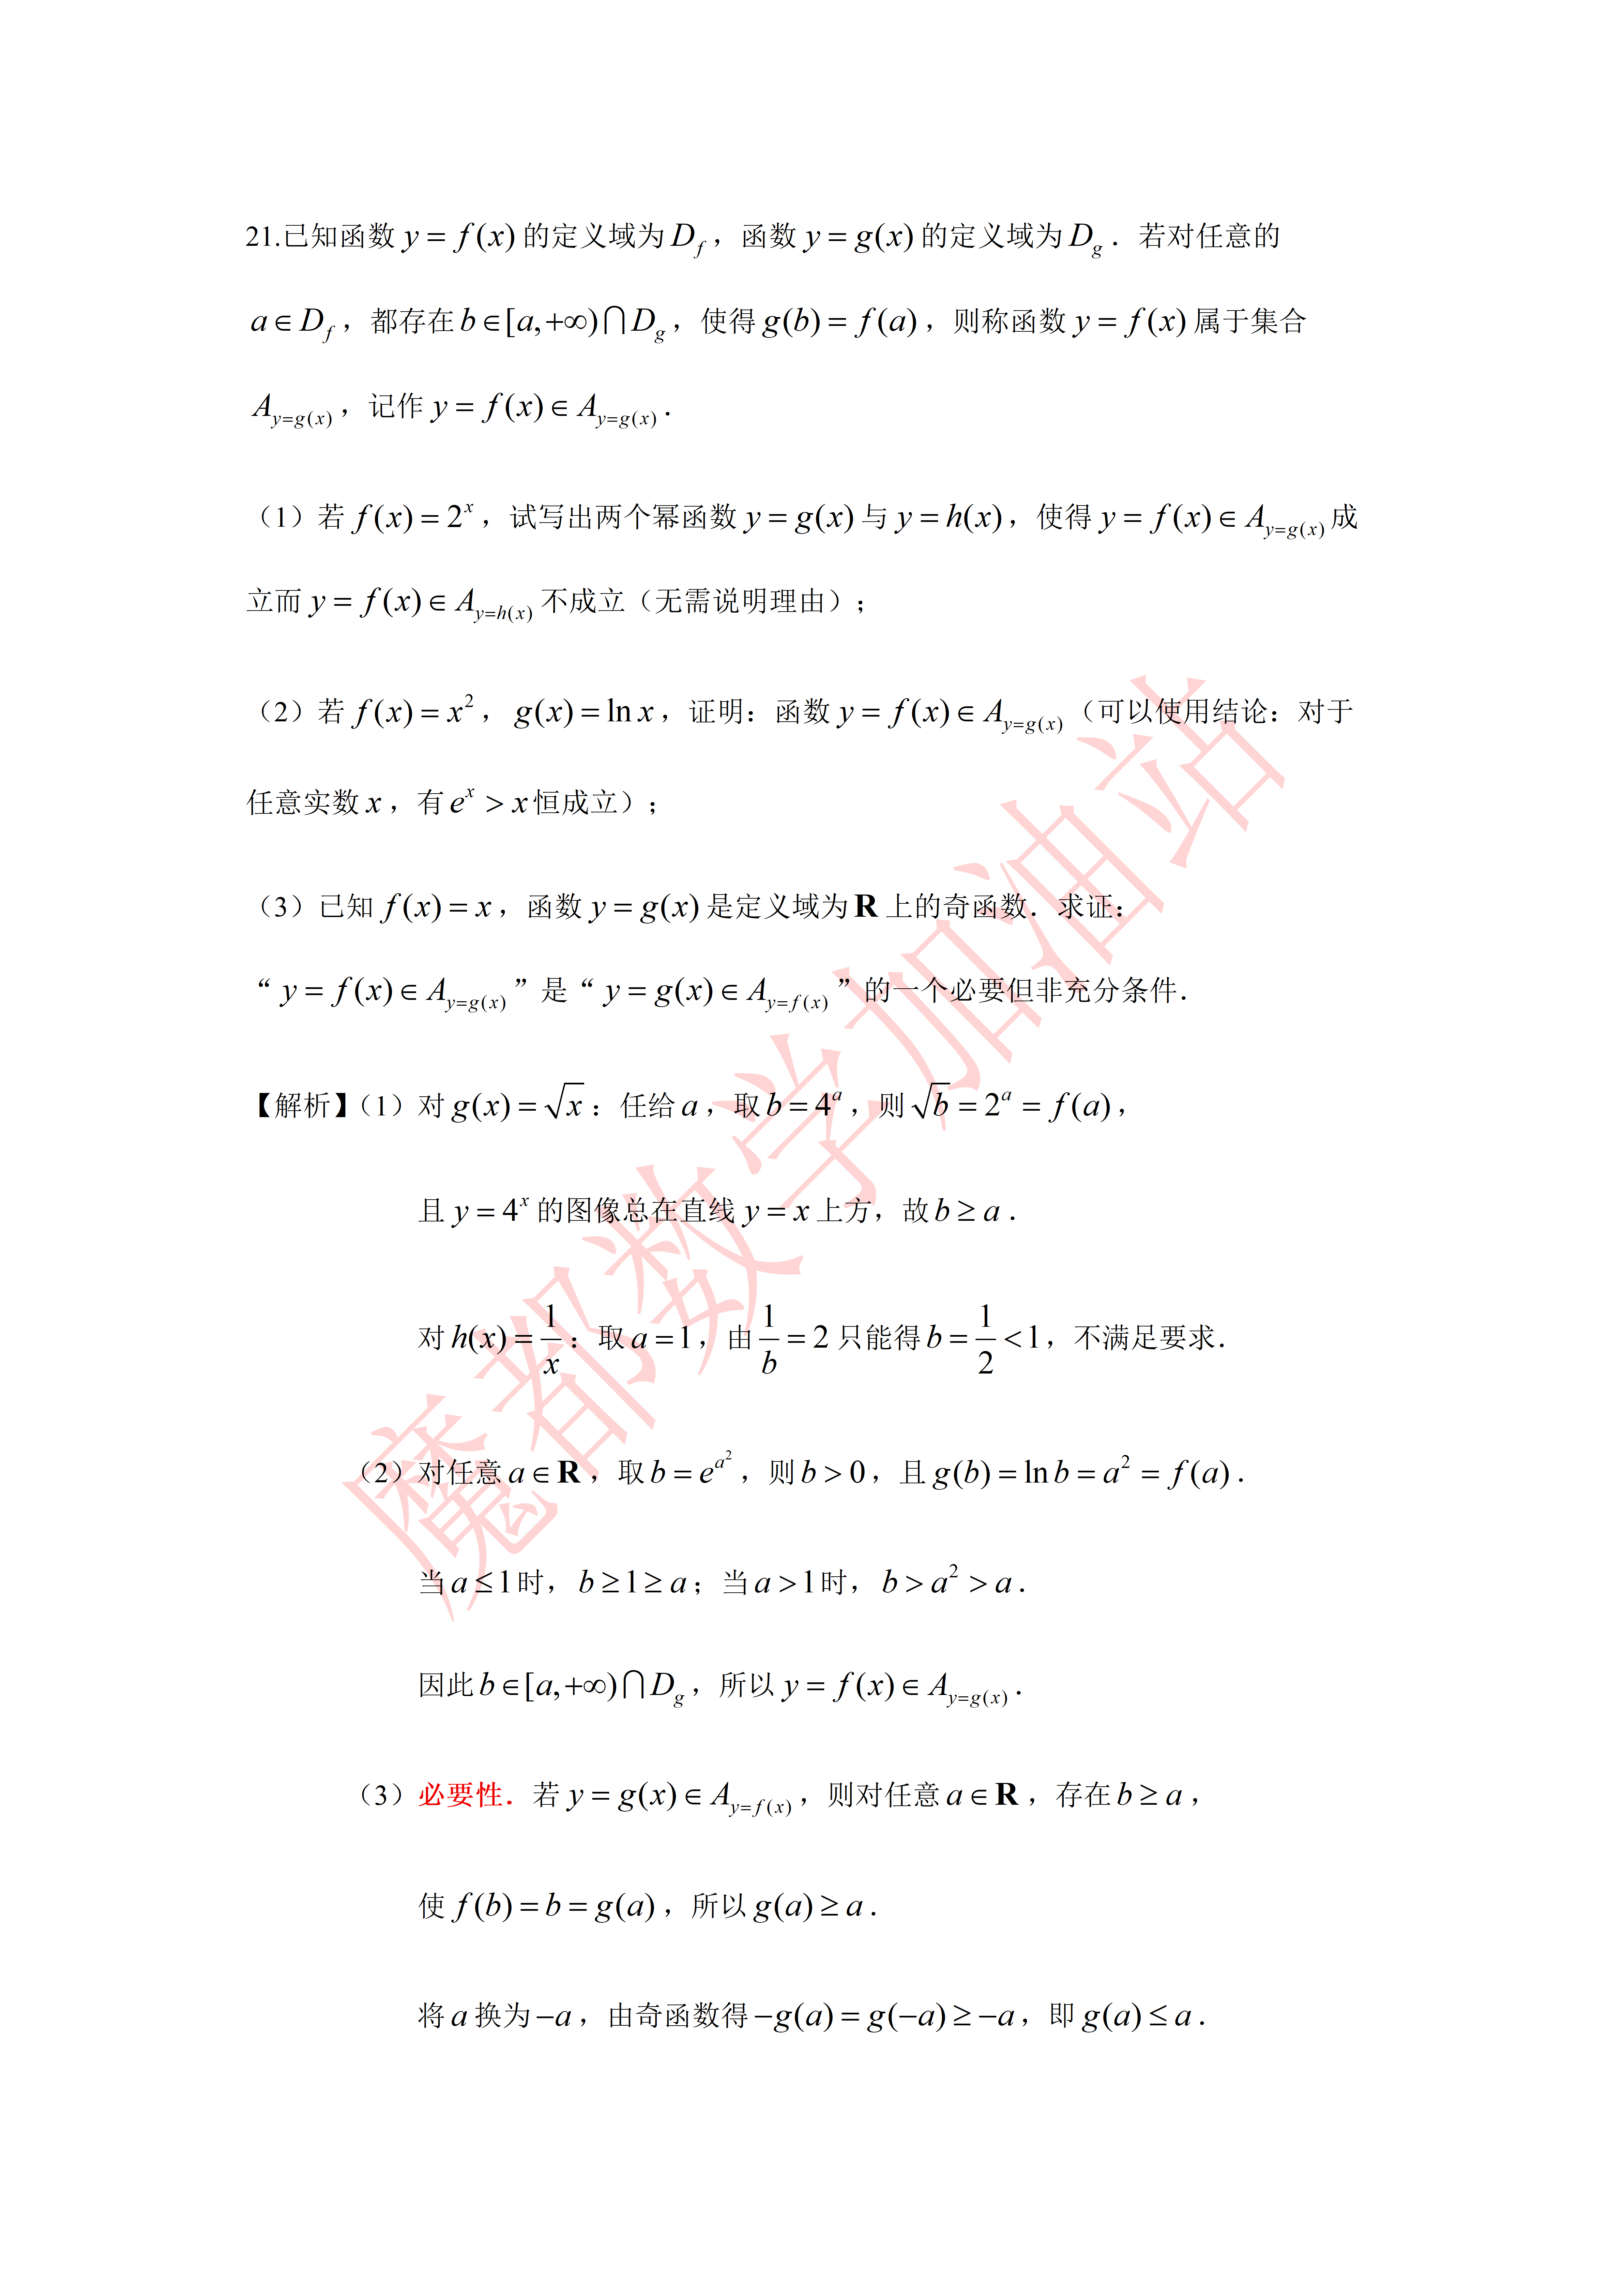 21.已知函数 y = f(x) 的定义域为 D_f，函数 y = g(x) 的定义域为 D_g．若对任意的
a∈D_f，都存在 b∈[a,+∞)⋂D_g，使得 g(b) = f(a)，则称函数 y = f(x) 属于集合
A_{y=g(x)}，记作 y = f(x)∈A_{y=g(x)}．
（1）若 f(x) = 2^x，试写出两个幂函数 y = g(x) 与 y = h(x)，使得 y = f(x)∈A_{y=g(x)} 成
立而 y = f(x)∈A_{y=h(x)} 不成立（无需说明理由）；
（2）若 f(x) = x^2，g(x) = ln x，证明：函数 y = f(x)∈A_{y=g(x)}（可以使用结论：对于
任意实数 x，有 e^x > x 恒成立）；
（3）已知 f(x) = x，函数 y = g(x) 是定义域为 R 上的奇函数．求证：
“ y = f(x)∈A_{y=g(x)} ”是“ y = g(x)∈A_{y=f(x)} ”的一个必要但非充分条件．
【解析】（1）对 g(x) = √x：任给 a，取 b = 4^a，则 √b = 2^a = f(a)，
且 y = 4^x 的图像总在直线 y = x 上方，故 b ≥ a．
对 h(x) = 1/x：取 a = 1，由 1/b = 2 只能得 b = 1/2 < 1，不满足要求．
（2）对任意 a∈R，取 b = e^{a^2}，则 b > 0，且 g(b) = ln b = a^2 = f(a)．
当 a ≤ 1 时，b ≥ 1 ≥ a；当 a > 1 时，b > a^2 > a．
因此 b∈[a,+∞)⋂D_g，所以 y = f(x)∈A_{y=g(x)}．
（3）必要性．若 y = g(x)∈A_{y=f(x)}，则对任意 a∈R，存在 b ≥ a，
使 f(b) = b = g(a)，所以 g(a) ≥ a．
将 a 换为 −a，由奇函数得 −g(a) = g(−a) ≥ −a，即 g(a) ≤ a．
魔都数学加油站